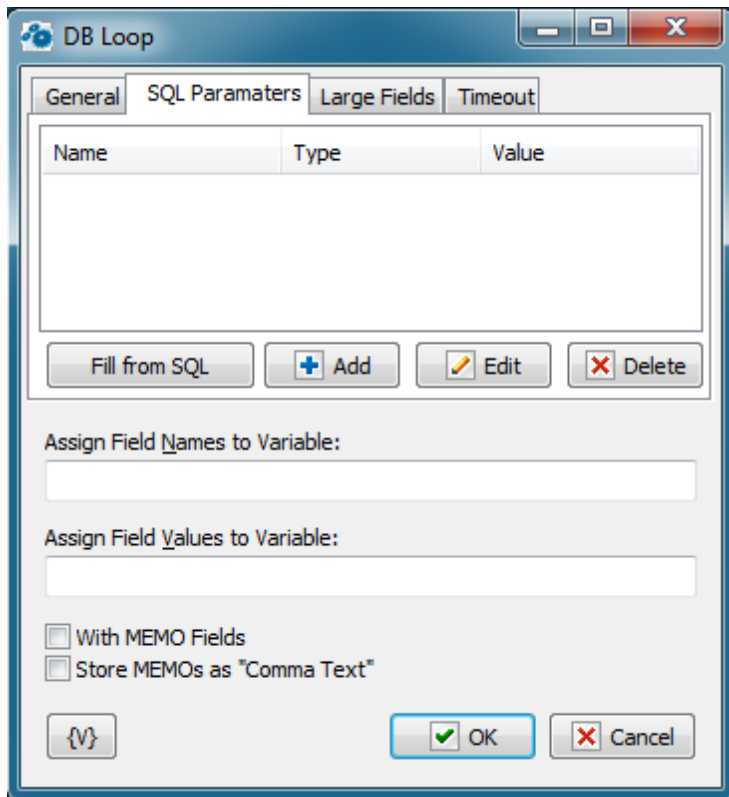 DB Loop
General SQL Paramaters Large Fields Timeout
Name Type Value
Fill from SQL Add Edit Delete
Assign Field Names to Variable:
Assign Field Values to Variable:
With MEMO Fields
Store MEMOs as "Comma Text"
{V} OK Cancel